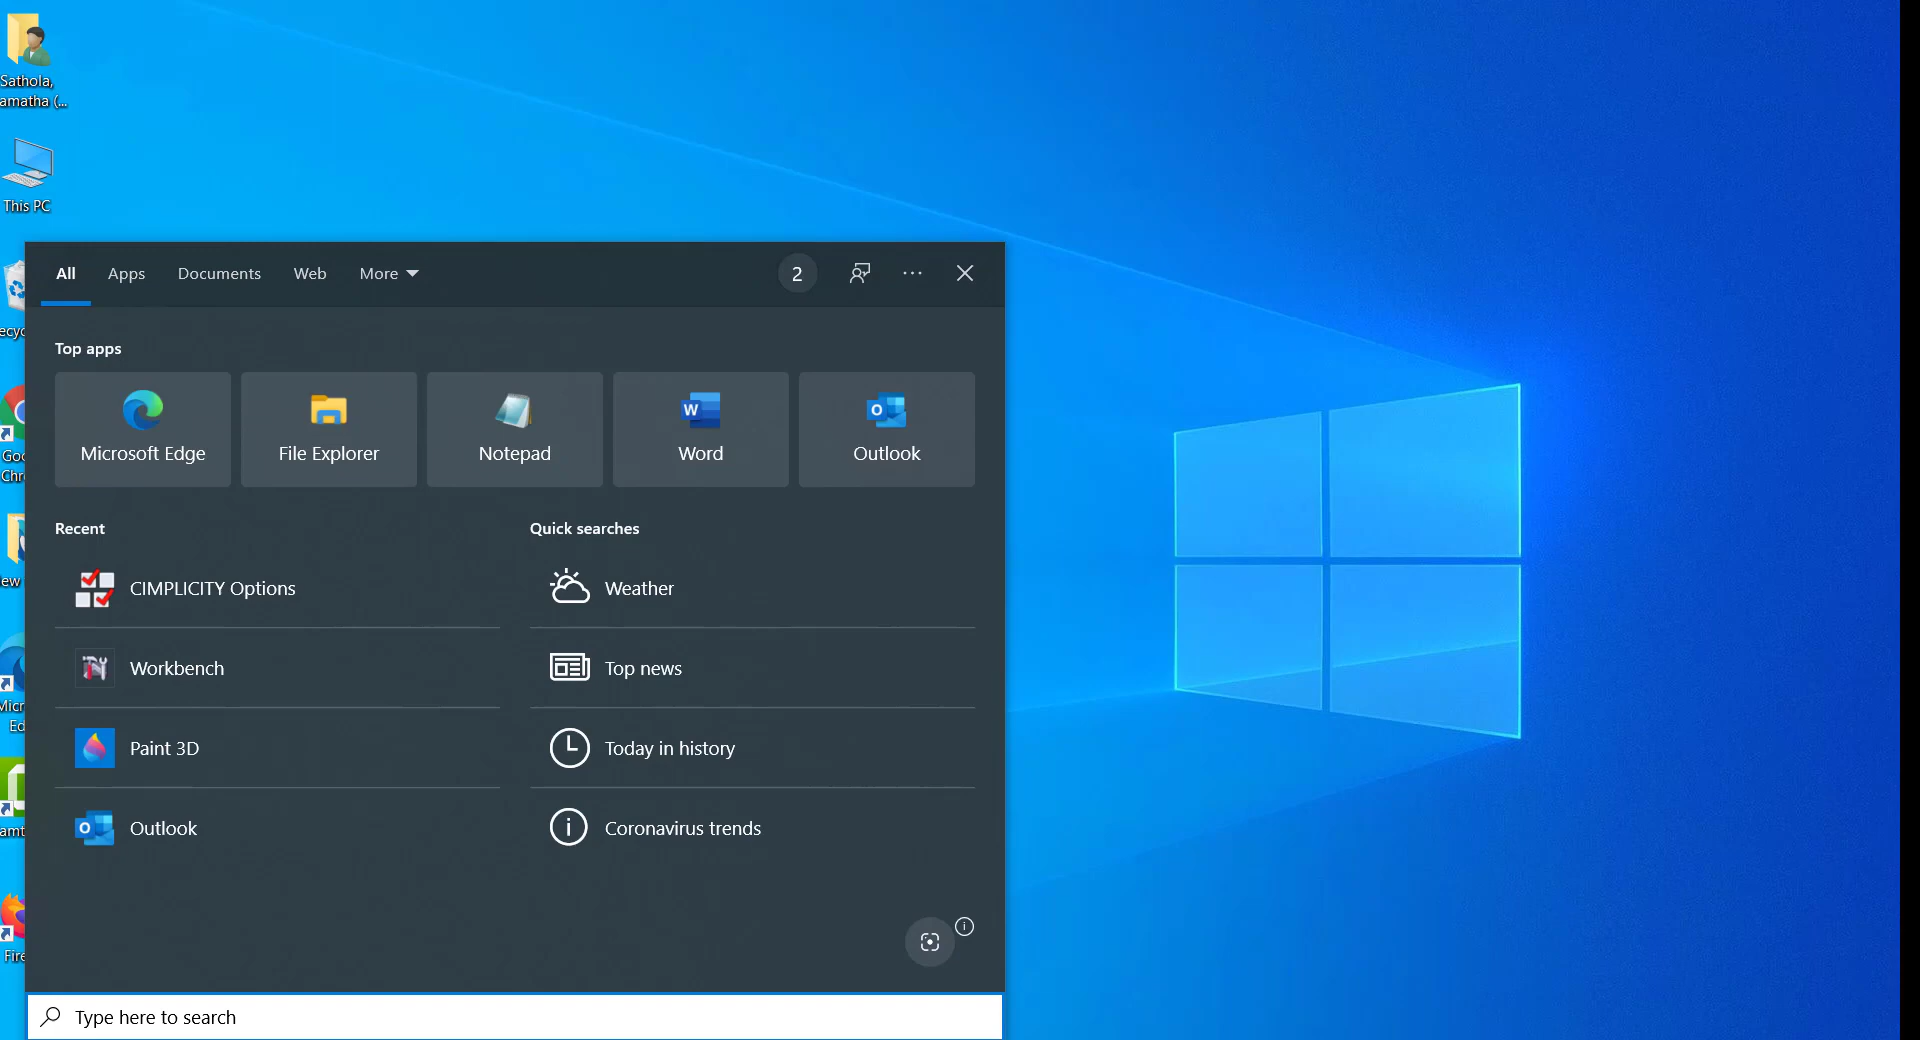 Sathola,
amatha (...
This PC
All Apps Documents Web More
2
Top apps
Microsoft Edge File Explorer Notepad Word Outlook
Recent
Quick searches
CIMPLICITY Options
Weather
Workbench
Top news
Paint 3D
Today in history
Outlook
Coronavirus trends
Type here to search